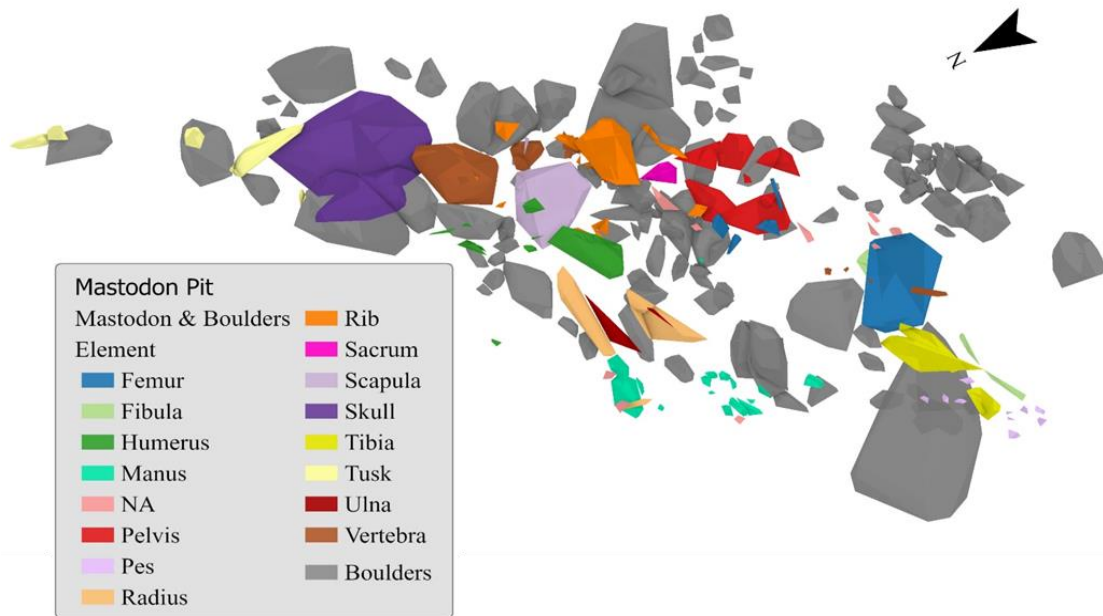 N
Mastodon Pit
Mastodon & Boulders
Element
Femur
Fibula
Humerus
Manus
NA
Pelvis
Pes
Radius
Rib
Sacrum
Scapula
Skull
Tibia
Tusk
Ulna
Vertebra
Boulders